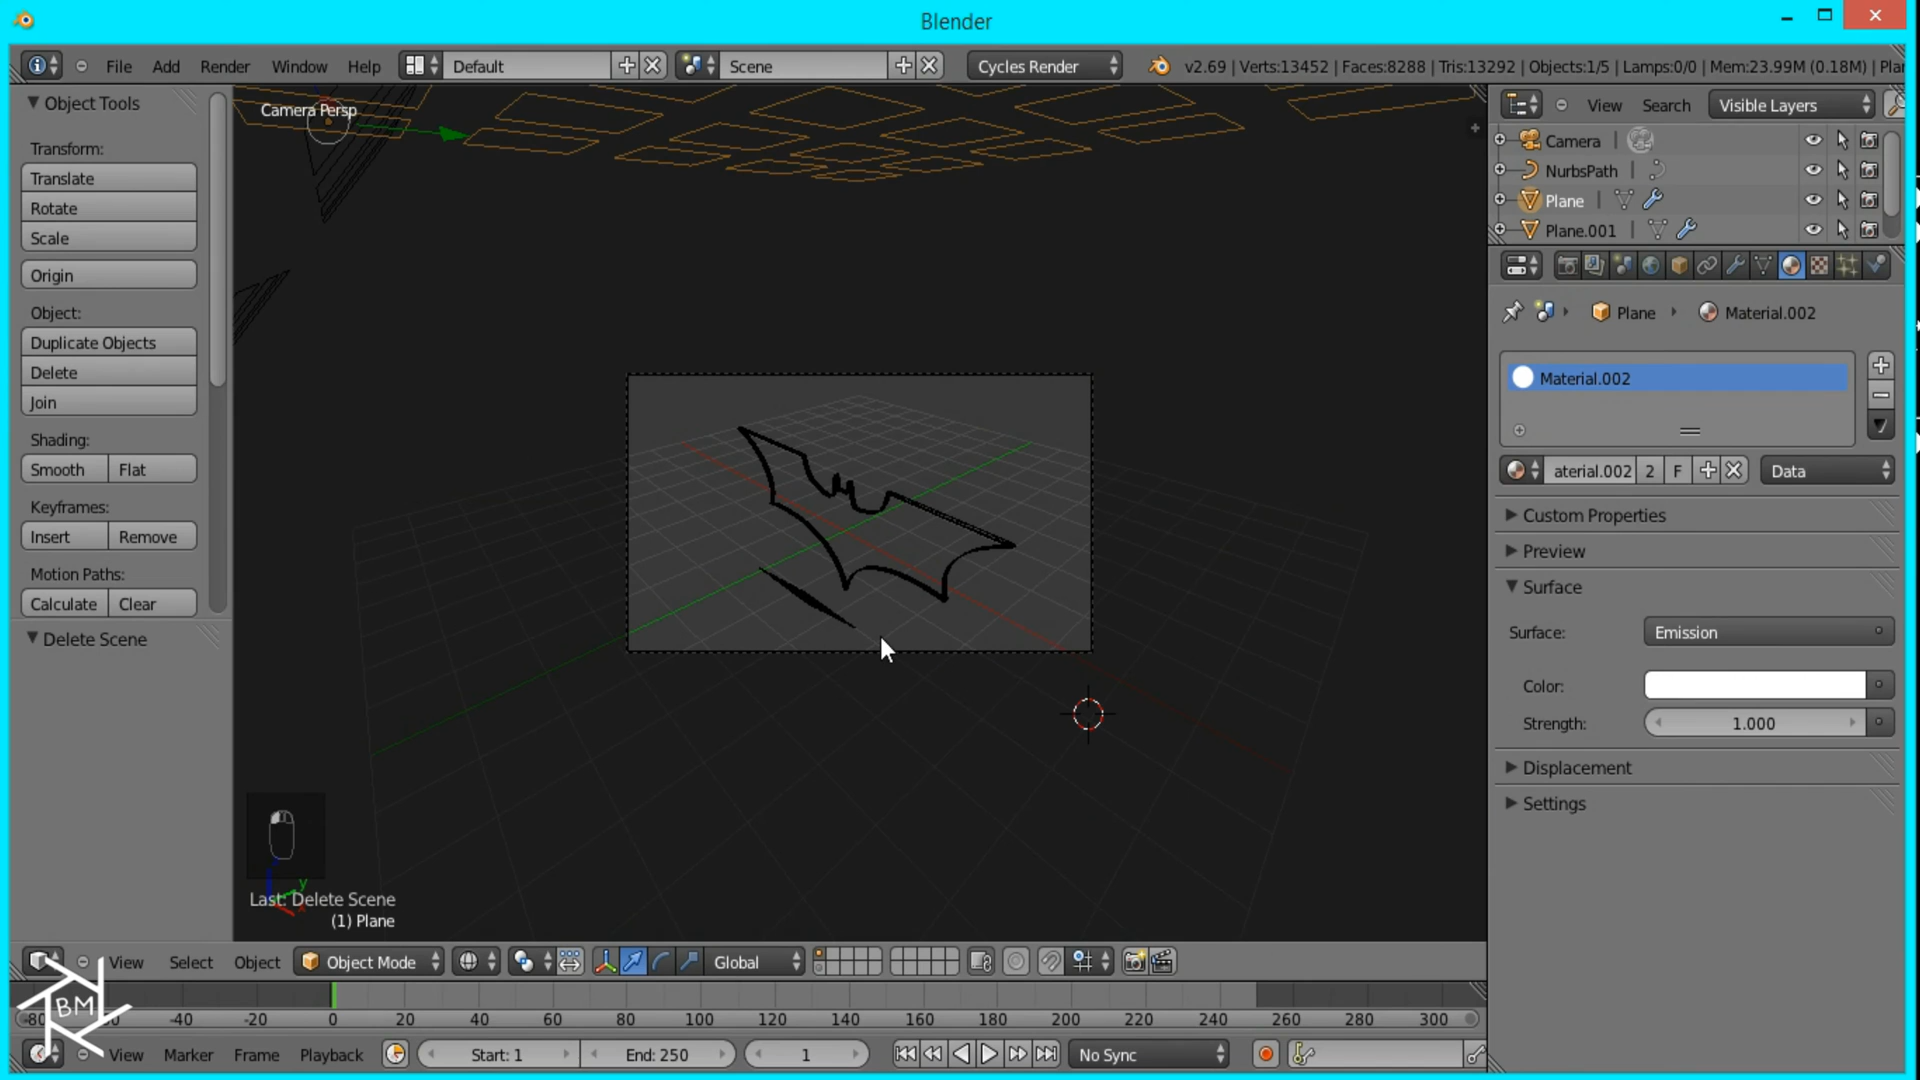 Blender
File Add Render Window Help Default Scene Cycles Render v2.69 | Verts:13452 | Faces:8288 | Tris:13292 | Objects:1/5 | Lamps:0/0 | Mem:23.99M (0.18M) | Plan
Object Tools
Transform:
Translate
Rotate
Scale
Origin
Object:
Duplicate Objects
Delete
Join
Shading:
Smooth Flat
Keyframes:
Insert Remove
Motion Paths:
Calculate Clear
Delete Scene
Camera Persp
Last: Delete Scene
(1) Plane
View Search Visible Layers
Camera
NurbsPath
Plane
Plane.001
Plane Material.002
Material.002
aterial.002 2 F Data
Custom Properties
Preview
Surface
Surface: Emission
Color:
Strength: 1.000
Displacement
Settings
View Select Object Object Mode Global
BM
-40 -20 0 20 40 60 80 100 120 140 160 180 200 220 240 260 280 300
View Marker Frame Playback Start: 1 End: 250 1 No Sync